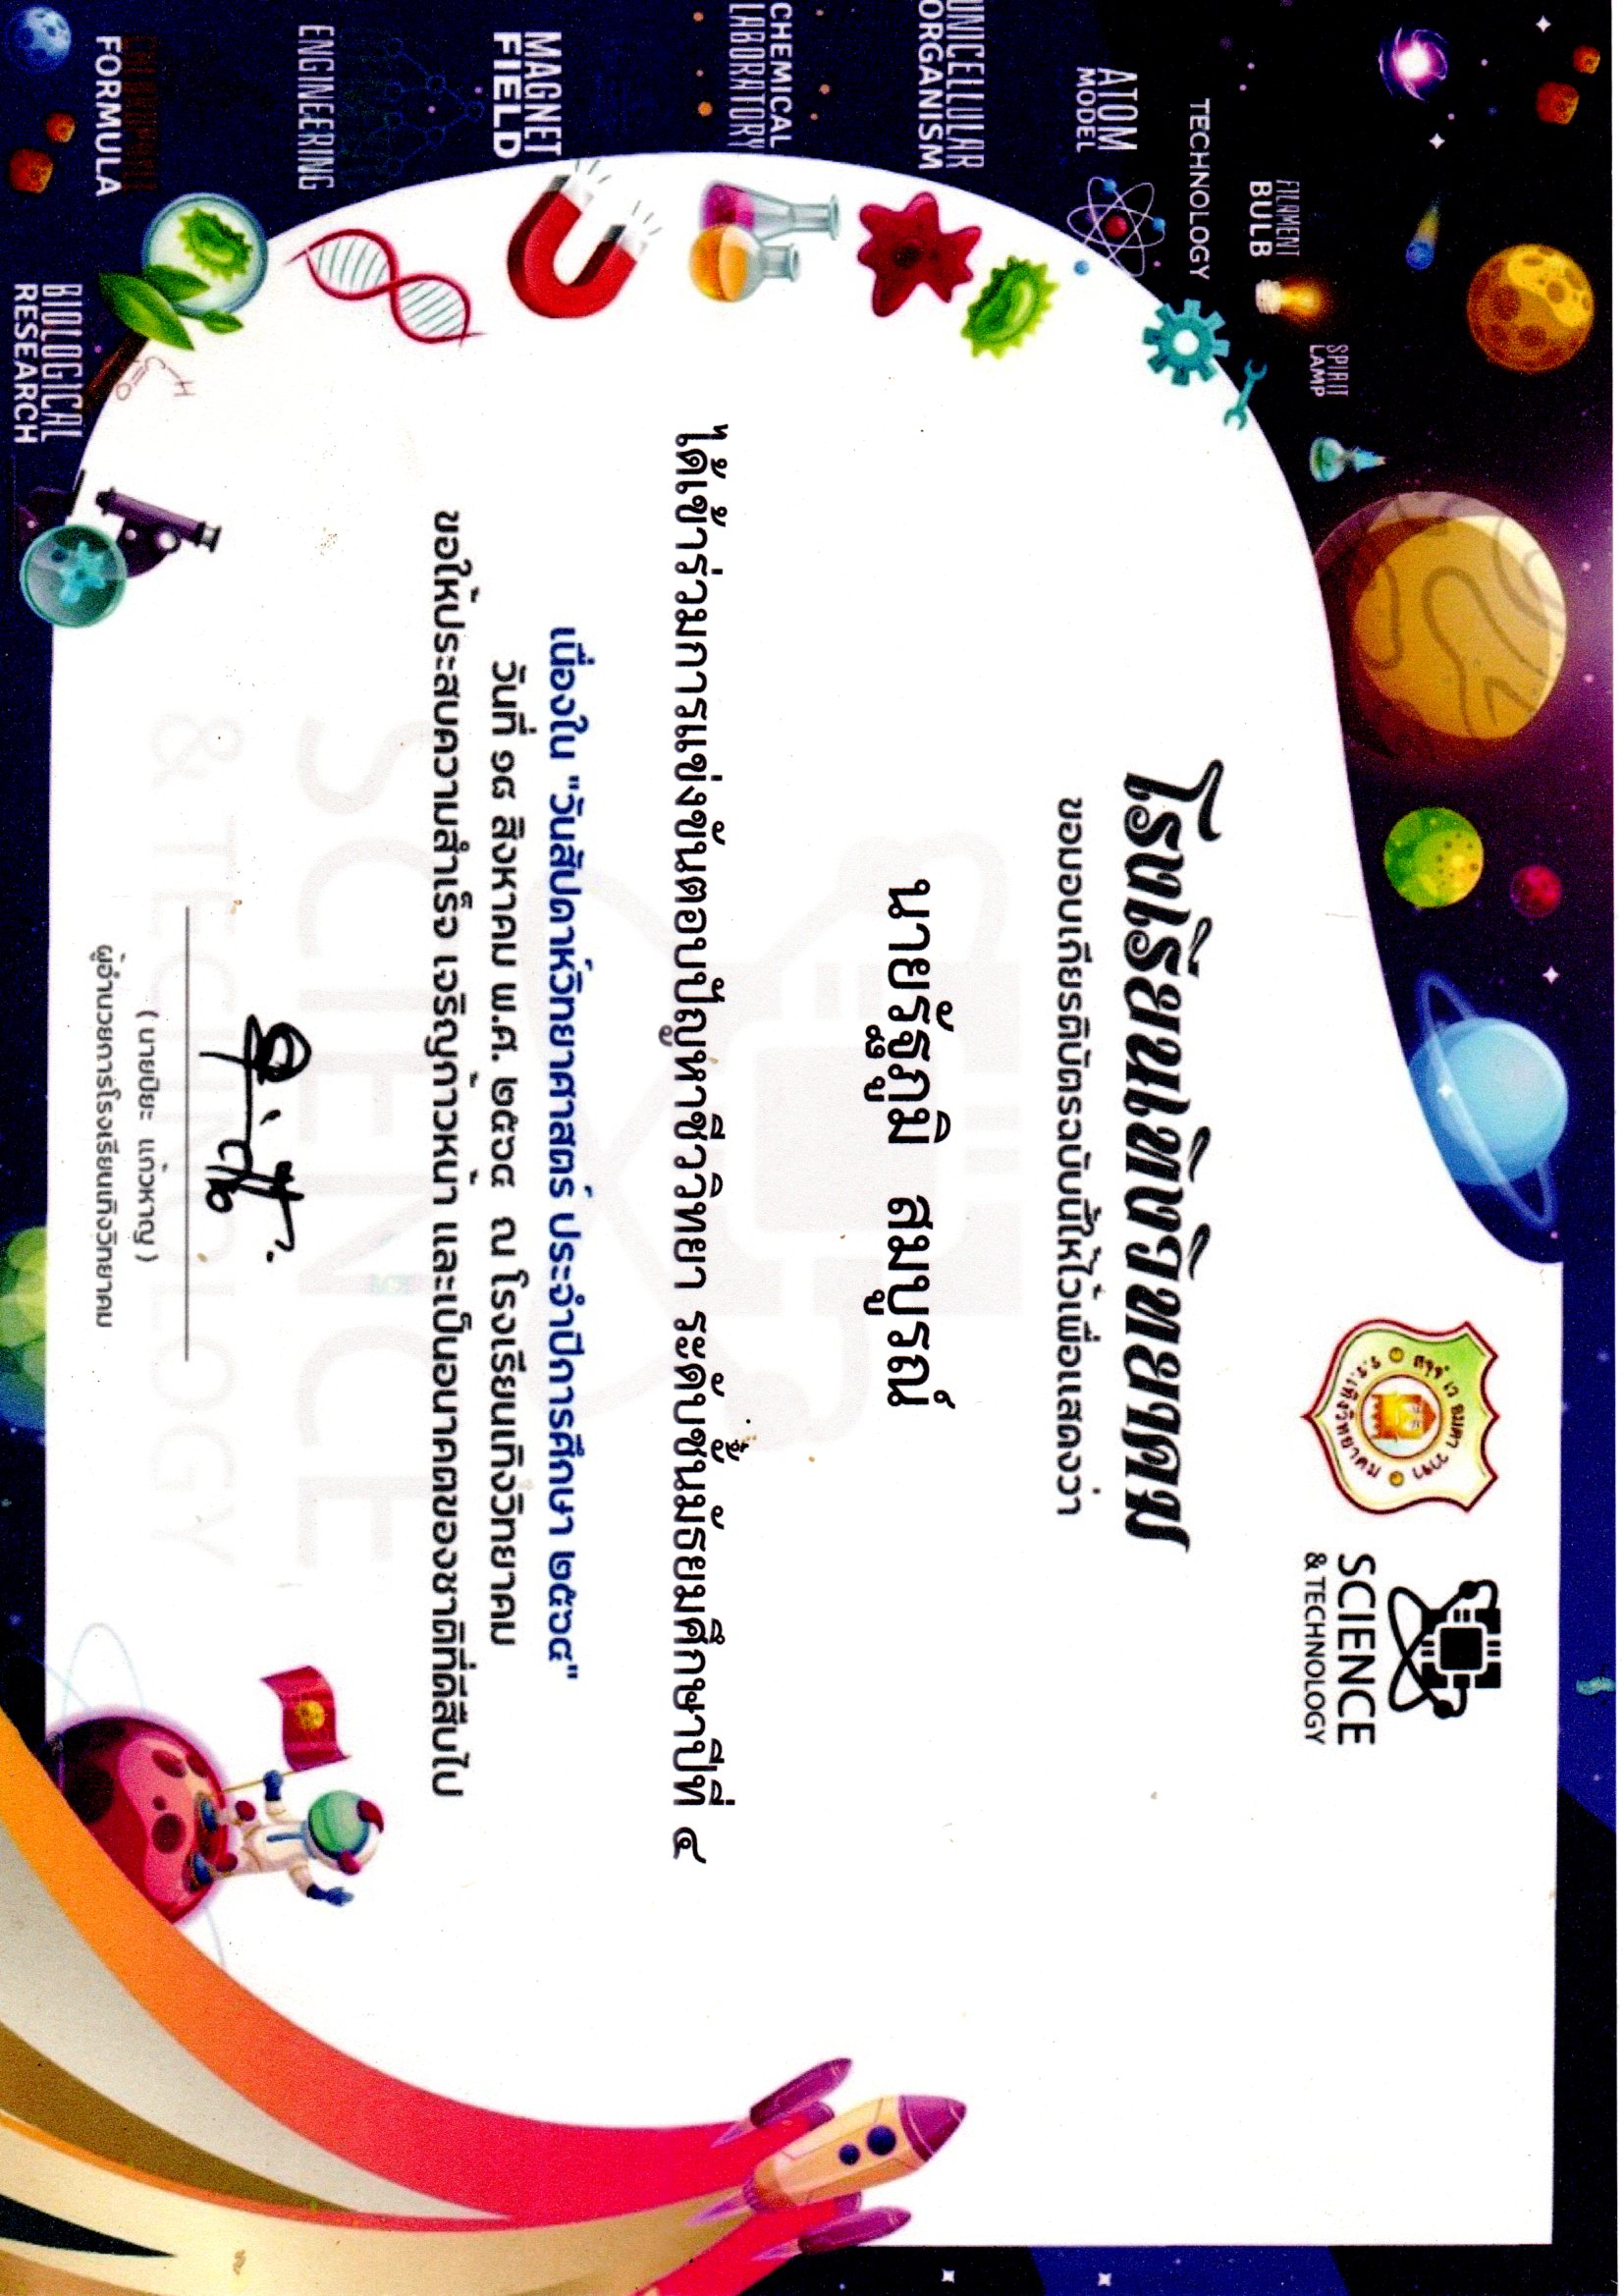 สจฺจํ เว อมตา วาจา
ร.ร.เทิงวิทยาคม
SCIENCE
& TECHNOLOGY
SPIRIT
LAMP
FILAMENT
BULB
TECHNOLOGY
ATOM
MODEL
UNICELLULAR
ORGANISM
CHEMICAL
LABORATORY
MAGNET
FIELD
ENGINEERING
CHLOROPHYLL
FORMULA
BIOLOGICAL
RESEARCH
โรงเรียนเทิงวิทยาคม
ขอมอบเกียรติบัตรฉบับนี้ให้ไว้เพื่อแสดงว่า
นายรัฐภูมิ สมบูรณ์
ได้เข้าร่วมการแข่งขันตอบปัญหาชีววิทยา ระดับชั้นมัธยมศึกษาปีที่ ๔
เนื่องใน "วันสัปดาห์วิทยาศาสตร์ ประจำปีการศึกษา ๒๕๖๔"
วันที่ ๑๘ สิงหาคม พ.ศ. ๒๕๖๔ ณ โรงเรียนเทิงวิทยาคม
ขอให้ประสบความสำเร็จ เจริญก้าวหน้า และเป็นอนาคตของชาติที่ดีสืบไป
SCIENCE
& TECHNOLOGY
( นายปิยะ แก้วหาญ )
ผู้อำนวยการโรงเรียนเทิงวิทยาคม
H
C=O